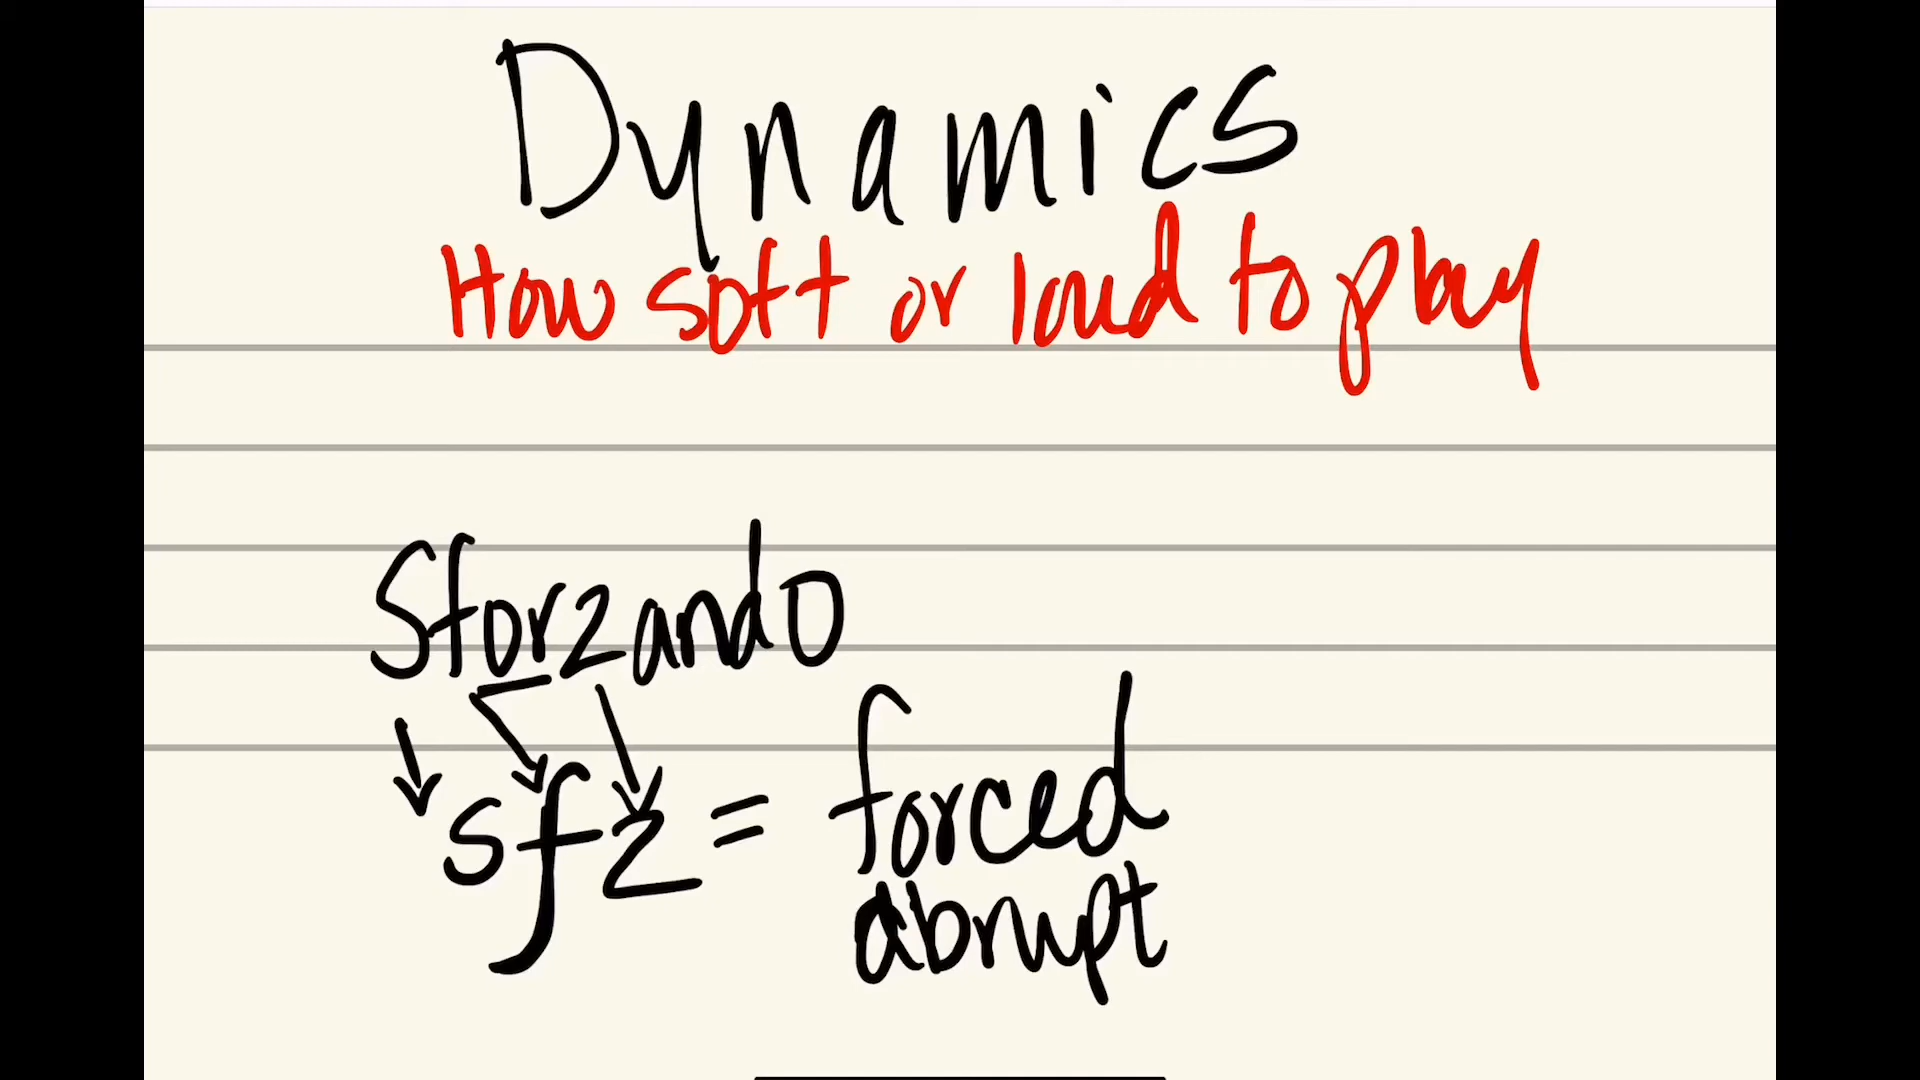 Dynamics
How soft or loud to play
Sforzando
sfz = forced
abrupt